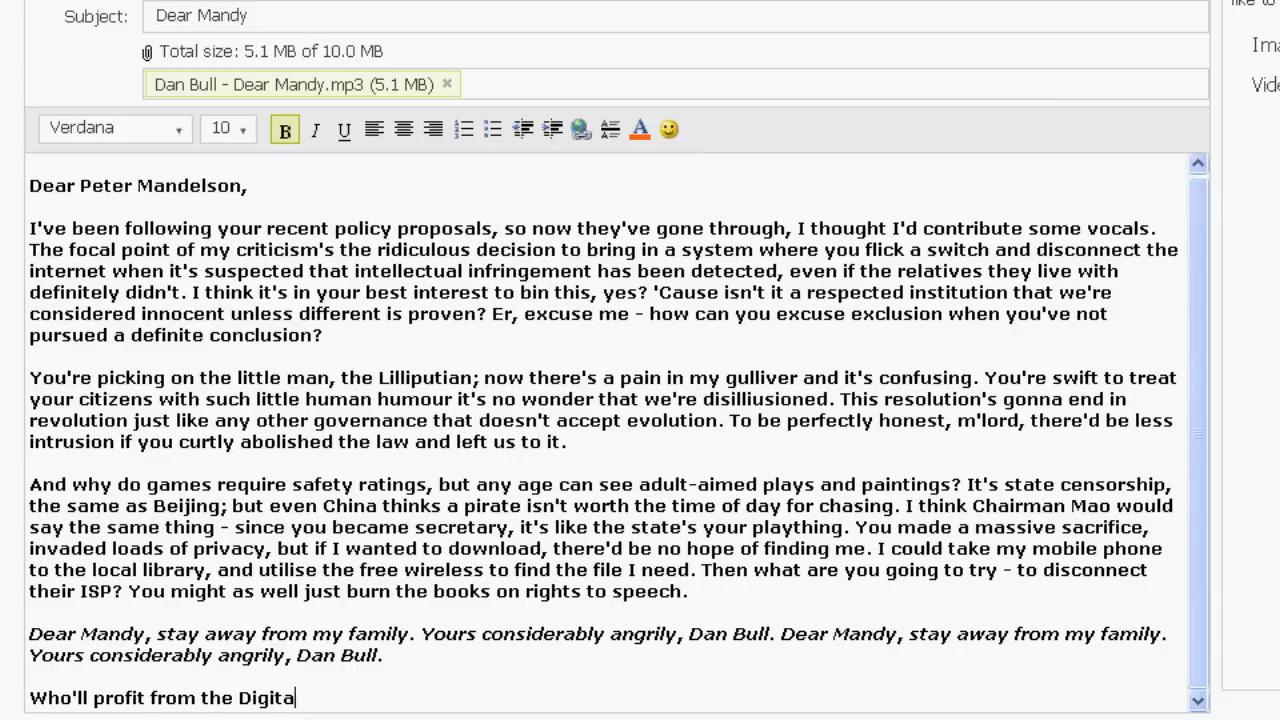 like to
Subject: Dear Mandy
Total size: 5.1 MB of 10.0 MB
Ima
Dan Bull - Dear Mandy.mp3 (5.1 MB) ×
Vide
Verdana 10 B I U A
Dear Peter Mandelson,
I've been following your recent policy proposals, so now they've gone through, I thought I'd contribute some vocals.
The focal point of my criticism's the ridiculous decision to bring in a system where you flick a switch and disconnect the
internet when it's suspected that intellectual infringement has been detected, even if the relatives they live with
definitely didn't. I think it's in your best interest to bin this, yes? 'Cause isn't it a respected institution that we're
considered innocent unless different is proven? Er, excuse me - how can you excuse exclusion when you've not
pursued a definite conclusion?
You're picking on the little man, the Lilliputian; now there's a pain in my gulliver and it's confusing. You're swift to treat
your citizens with such little human humour it's no wonder that we're disilliusioned. This resolution's gonna end in
revolution just like any other governance that doesn't accept evolution. To be perfectly honest, m'lord, there'd be less
intrusion if you curtly abolished the law and left us to it.
And why do games require safety ratings, but any age can see adult-aimed plays and paintings? It's state censorship,
the same as Beijing; but even China thinks a pirate isn't worth the time of day for chasing. I think Chairman Mao would
say the same thing - since you became secretary, it's like the state's your plaything. You made a massive sacrifice,
invaded loads of privacy, but if I wanted to download, there'd be no hope of finding me. I could take my mobile phone
to the local library, and utilise the free wireless to find the file I need. Then what are you going to try - to disconnect
their ISP? You might as well just burn the books on rights to speech.
Dear Mandy, stay away from my family. Yours considerably angrily, Dan Bull. Dear Mandy, stay away from my family.
Yours considerably angrily, Dan Bull.
Who'll profit from the Digita